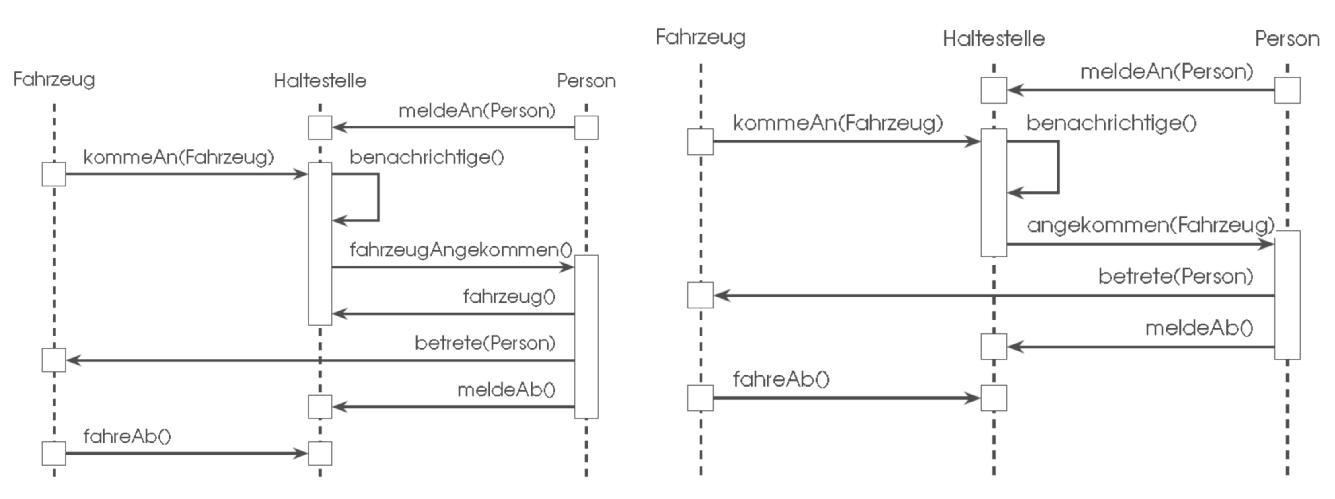 Fahrzeug
Haltestelle
Person
meldeAn(Person)
kommeAn(Fahrzeug)
benachrichtige()
fahrzeugAngekommen()
fahrzeug()
betrete(Person)
meldeAb()
fahreAb()
Fahrzeug
Haltestelle
Person
meldeAn(Person)
kommeAn(Fahrzeug)
benachrichtige()
angekommen(Fahrzeug)
betrete(Person)
meldeAb()
fahreAb()